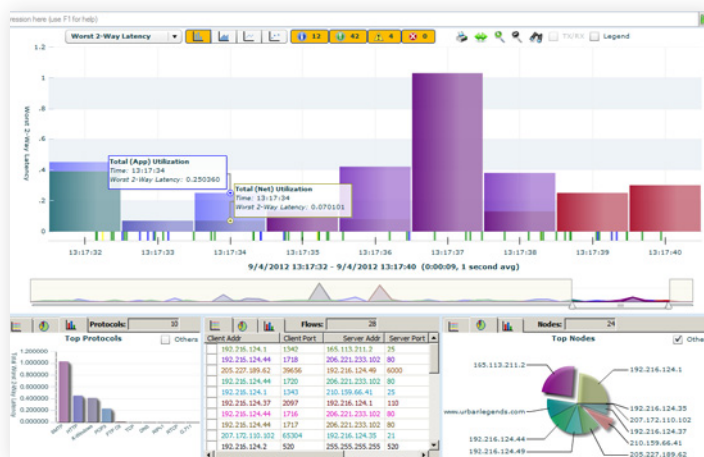 ression here (use F1 for help)
Worst 2-Way Latency
12
42
4
0
TX/RX
Legend
1.2
1
.8
.6
.4
.2
0
Worst 2-Way Latency
Total (App) Utilization
Time: 13:17:34
Worst 2-Way Latency: 0.250360
Total (Net) Utilization
Time: 13:17:34
Worst 2-Way Latency: 0.070101
13:17:32 13:17:33 13:17:34 13:17:35 13:17:36 13:17:37 13:17:38 13:17:39 13:17:40
9/4/2012 13:17:32 - 9/4/2012 13:17:40 (0:00:09, 1 second avg)
Protocols: 10
Top Protocols
Others
Total Worst 2-Way Latency
1.200000
1.000000
0.800000
0.600000
0.400000
0.200000
0.000000
HTTP
POP3
TCP
DNS
Flows: 28
Client Addr Client Port Server Addr Server Port
192.216.124.1 1342 165.113.211.2 25
192.216.124.44 1718 206.221.233.102 80
205.227.189.62 39656 192.216.124.49 6000
192.216.124.44 1720 206.221.233.102 80
192.216.124.1 1343 210.159.66.41 25
192.216.124.37 2097 192.216.124.1 110
192.216.124.44 1716 206.221.233.102 80
192.216.124.44 1717 206.221.233.102 80
207.172.110.102 65304 192.216.124.35 21
192.216.124.2 520 255.255.255.255 520
Nodes: 24
Top Nodes
Othe
165.113.211.2
192.216.124.1
www.urbanlegends.com
192.216.124.44
192.216.124.49
192.216.124.35
207.172.110.102
192.216.124.37
210.159.66.41
205.227.189.62